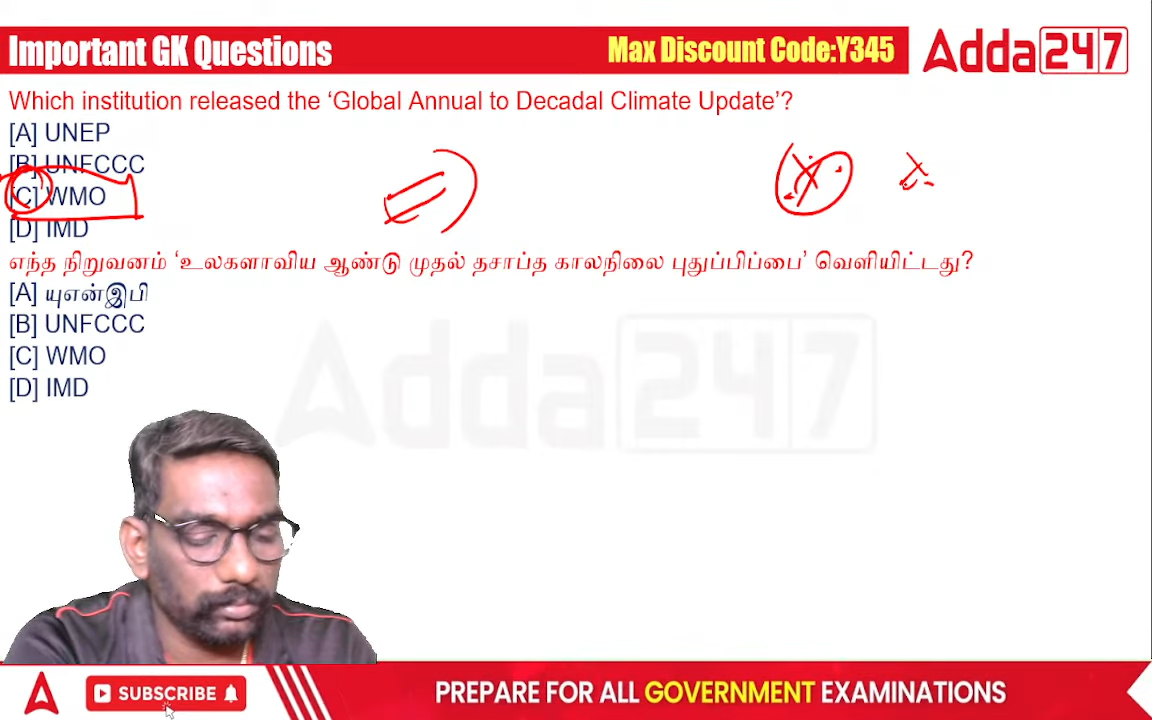 Important GK Questions
Max Discount Code:Y345
Adda247
Which institution released the ‘Global Annual to Decadal Climate Update’?
[A] UNEP
[B] UNFCCC
[C] WMO
[D] IMD
எந்த நிறுவனம் ‘உலகளாவிய ஆண்டு முதல் தசாப்த காலநிலை புதுப்பிப்பை’ வெளியிட்டது?
[A] யுஎன்இபி
[B] UNFCCC
[C] WMO
[D] IMD
Adda247
SUBSCRIBE
PREPARE FOR ALL GOVERNMENT EXAMINATIONS